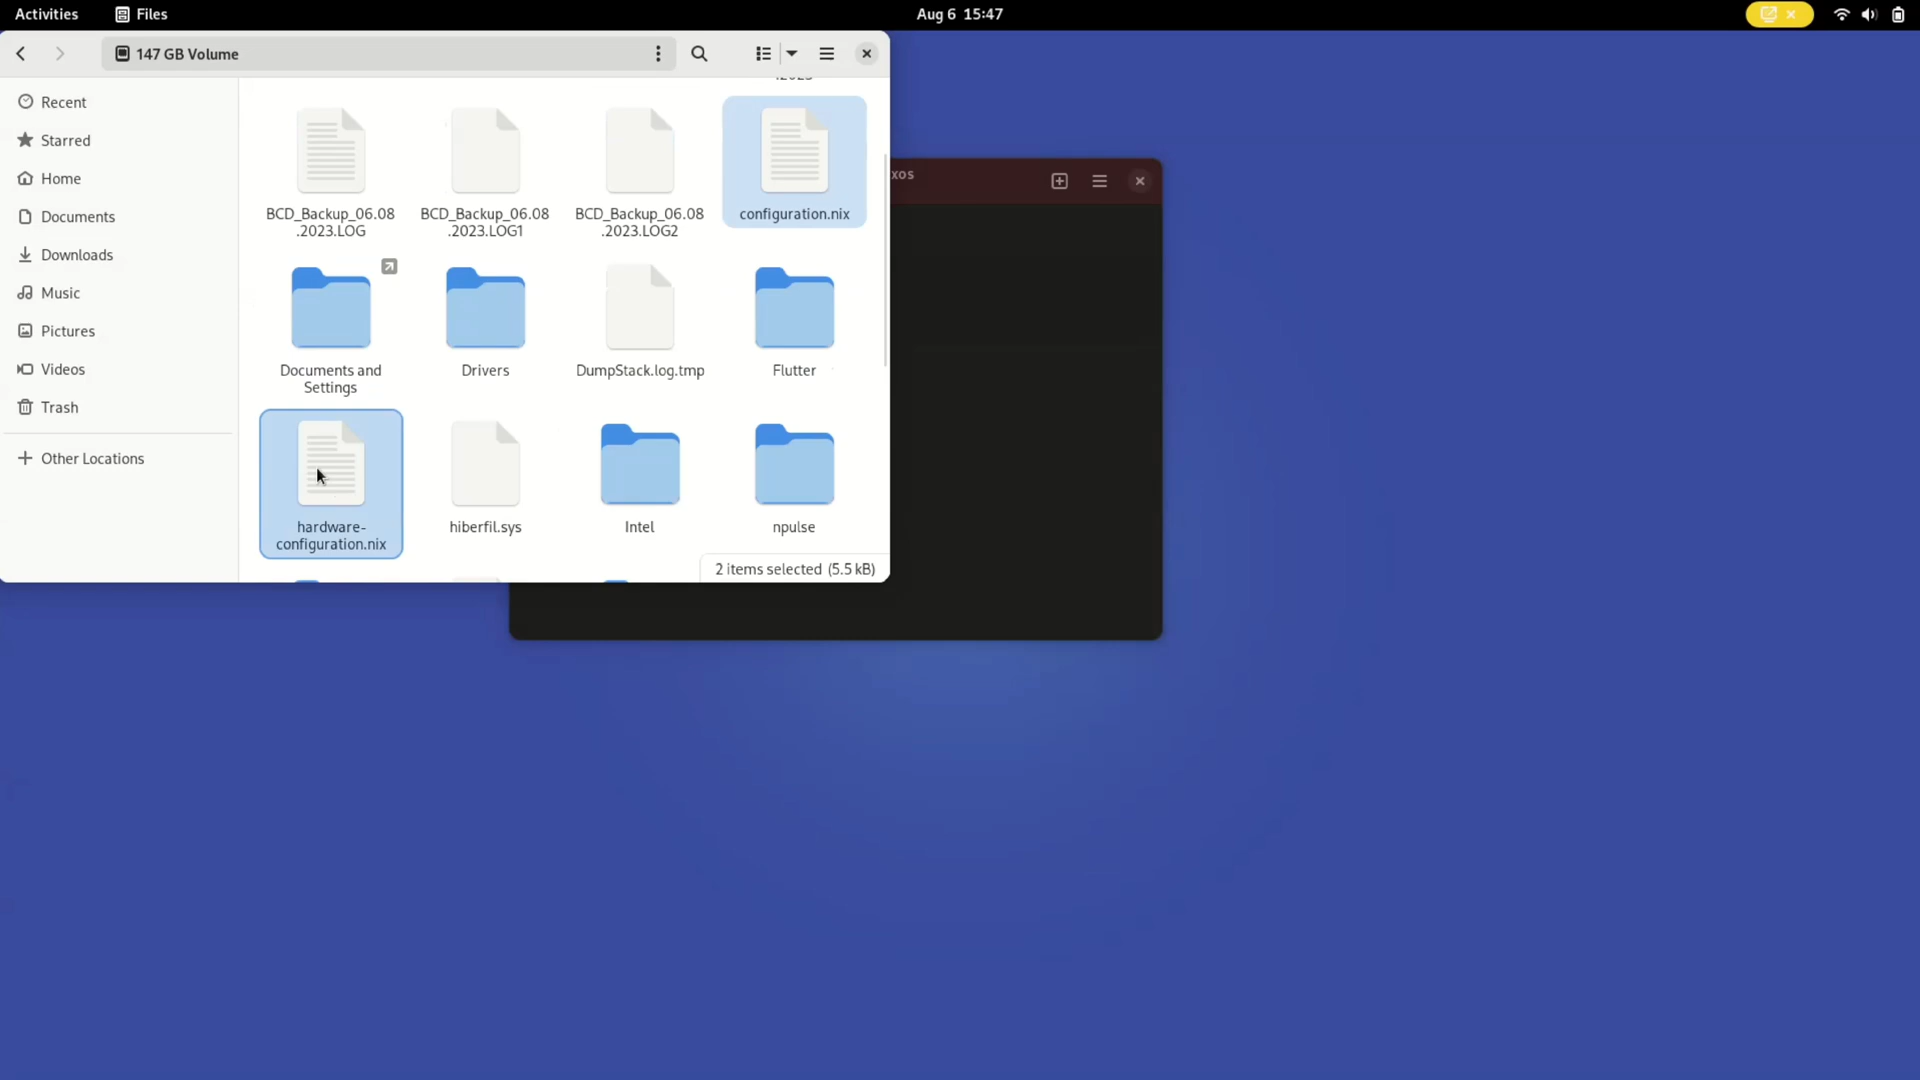 Activities
Files
Aug 6 15:47
147 GB Volume
Recent
Starred
Home
Documents
Downloads
Music
Pictures
Videos
Trash
Other Locations
BCD_Backup_06.08
.2023.LOG
BCD_Backup_06.08
.2023.LOG1
BCD_Backup_06.08
.2023.LOG2
configuration.nix
Documents and
Settings
Drivers
DumpStack.log.tmp
Flutter
hardware-
configuration.nix
hiberfil.sys
Intel
npulse
2 items selected (5.5 kB)
xos